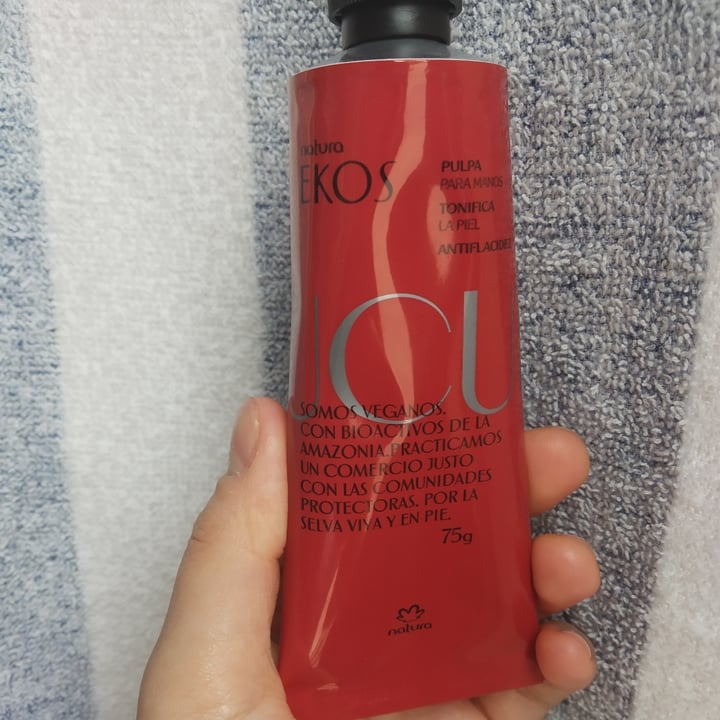 natura
EKOS
PULPA
PARA MANOS
TONIFICA
LA PIEL
ANTIFLACIDEZ
UCU
SOMOS VEGANOS.
CON BIOACTIVOS DE LA
AMAZONIA. PRACTICAMOS
UN COMERCIO JUSTO
CON LAS COMUNIDADES
PROTECTORAS. POR LA
SELVA VIVA Y EN PIE.
75g
natura